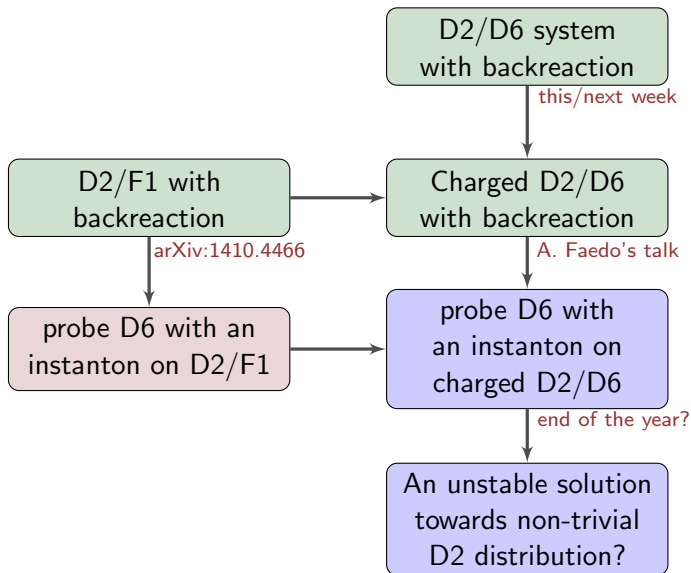 D2/D6 system
with backreaction
this/next week
D2/F1 with
backreaction
Charged D2/D6
with backreaction
arXiv:1410.4466
A. Faedo's talk
probe D6 with an
instanton on D2/F1
probe D6 with
an instanton on
charged D2/D6
end of the year?
An unstable solution
towards non-trivial
D2 distribution?